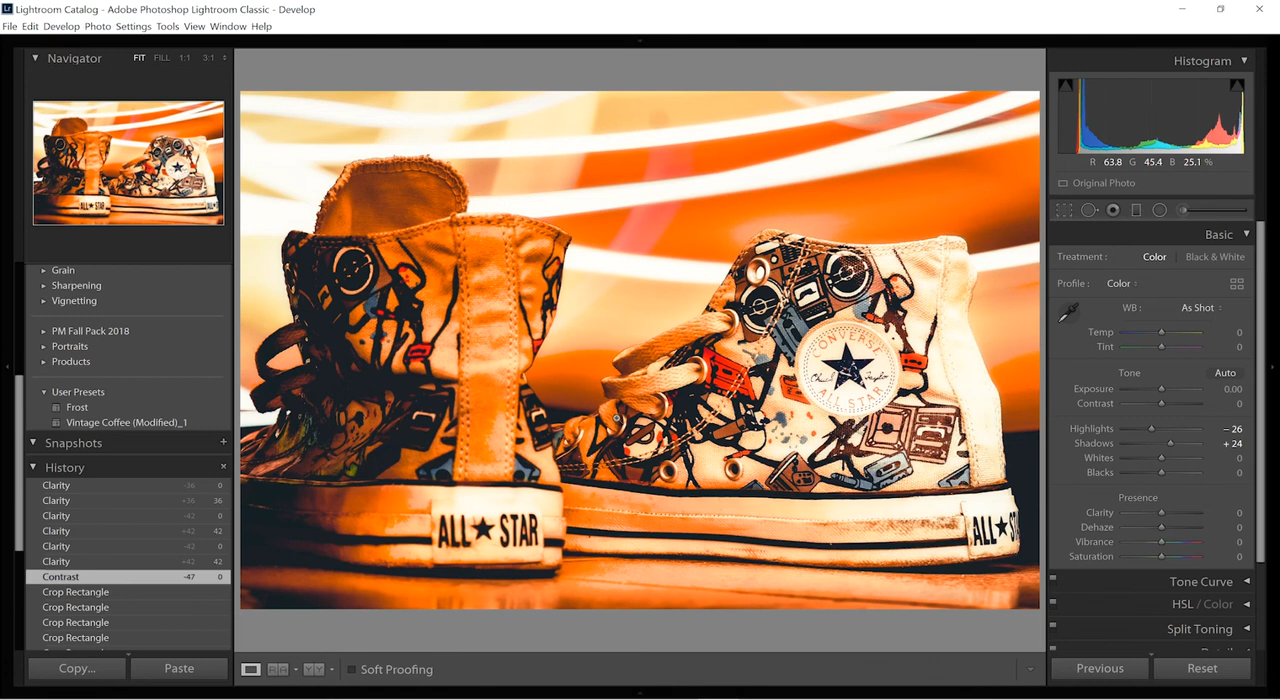 Lr Lightroom Catalog - Adobe Photoshop Lightroom Classic - Develop
File Edit Develop Photo Settings Tools View Window Help
Navigator FIT FILL 1:1 3:1
Grain
Sharpening
Vignetting
PM Fall Pack 2018
Portraits
Products
User Presets
Frost
Vintage Coffee (Modified)_1
Snapshots +
History ×
Clarity -36 0
Clarity +36 36
Clarity -42 0
Clarity +42 42
Clarity -42 0
Clarity +42 42
Contrast -47 0
Crop Rectangle
Crop Rectangle
Crop Rectangle
Crop Rectangle
Copy... Paste
CONVERSE
ALL STAR
ALL★STAR
ALL★STAR
Soft Proofing
Histogram
R 63.8 G 45.4 B 25.1 %
Original Photo
Basic
Treatment : Color Black & White
Profile : Color
WB : As Shot
Temp 0
Tint 0
Tone Auto
Exposure 0.00
Contrast 0
Highlights – 26
Shadows + 24
Whites 0
Blacks 0
Presence
Clarity 0
Dehaze 0
Vibrance 0
Saturation 0
Tone Curve
HSL / Color
Split Toning
Previous Reset